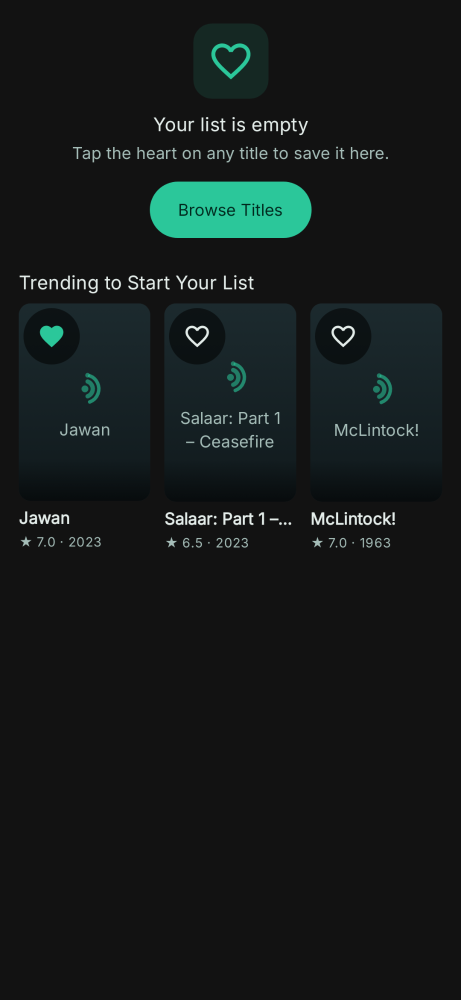 Your list is empty
Tap the heart on any title to save it here.
Browse Titles
Trending to Start Your List
Jawan
Salaar: Part 1
– Ceasefire
McLintock!
Jawan
★ 7.0 · 2023
Salaar: Part 1 –...
★ 6.5 · 2023
McLintock!
★ 7.0 · 1963